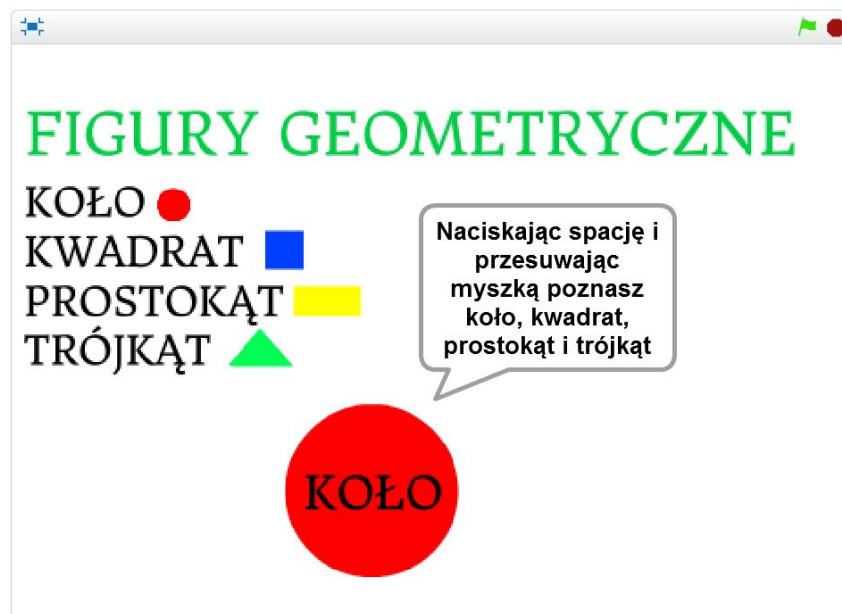 FIGURY GEOMETRYCZNE
KOŁO
KWADRAT
PROSTOKĄT
TRÓJKĄT
Naciskając spację i
przesuwając
myszką poznasz
koło, kwadrat,
prostokąt i trójkąt
KOŁO